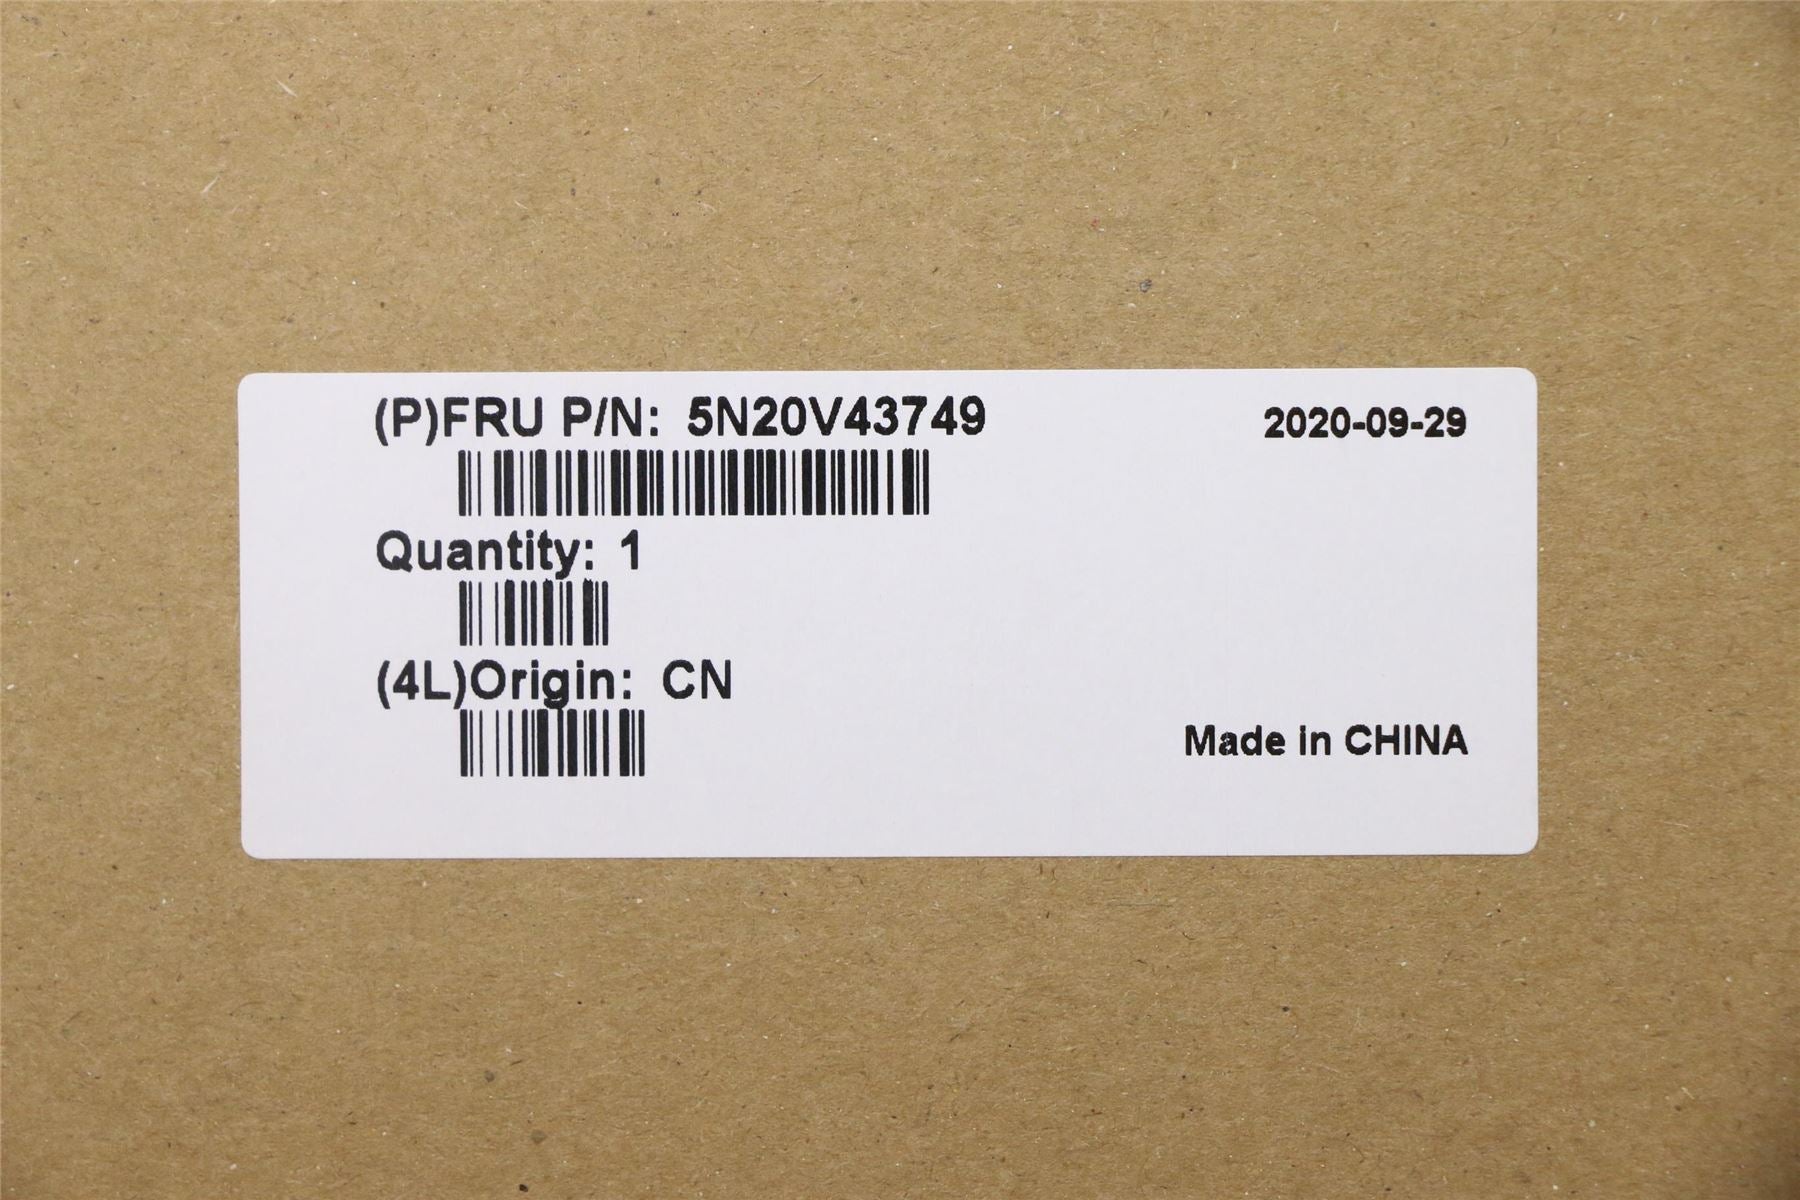 (P)FRU P/N: 5N20V43749
2020-09-29
Quantity: 1
(4L)Origin: CN
Made in CHINA